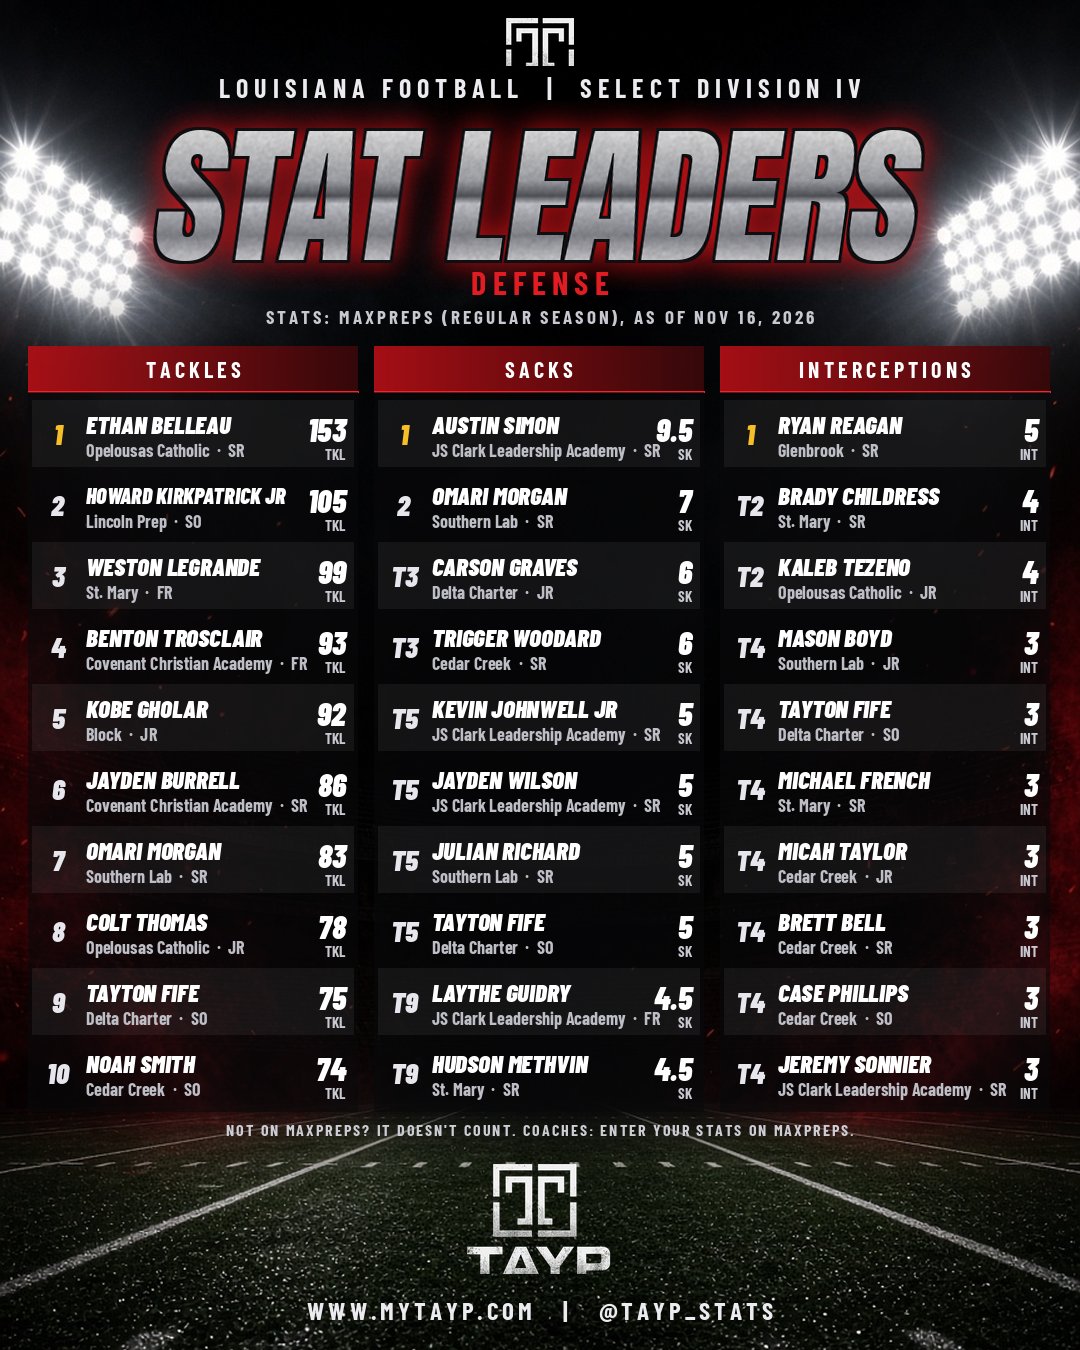 LOUISIANA FOOTBALL | SELECT DIVISION IV
STAT LEADERS
DEFENSE
STATS: MAXPREPS (REGULAR SEASON), AS OF NOV 16, 2026
TACKLES
1 ETHAN BELLEAU 153
Opelousas Catholic · SR TKL
2 HOWARD KIRKPATRICK JR 105
Lincoln Prep · SO TKL
3 WESTON LEGRANDE 99
St. Mary · FR TKL
4 BENTON TROSCLAIR 93
Covenant Christian Academy · FR TKL
5 KOBE GHOLAR 92
Block · JR TKL
6 JAYDEN BURRELL 86
Covenant Christian Academy · SR TKL
7 OMARI MORGAN 83
Southern Lab · SR TKL
8 COLT THOMAS 78
Opelousas Catholic · JR TKL
9 TAYTON FIFE 75
Delta Charter · SO TKL
10 NOAH SMITH 74
Cedar Creek · SO TKL
SACKS
1 AUSTIN SIMON 9.5
JS Clark Leadership Academy · SR SK
2 OMARI MORGAN 7
Southern Lab · SR SK
T3 CARSON GRAVES 6
Delta Charter · JR SK
T3 TRIGGER WOODARD 6
Cedar Creek · SR SK
T5 KEVIN JOHNWELL JR 5
JS Clark Leadership Academy · SR SK
T5 JAYDEN WILSON 5
JS Clark Leadership Academy · SR SK
T5 JULIAN RICHARD 5
Southern Lab · SR SK
T5 TAYTON FIFE 5
Delta Charter · SO SK
T9 LAYTHE GUIDRY 4.5
JS Clark Leadership Academy · FR SK
T9 HUDSON METHVIN 4.5
St. Mary · SR SK
INTERCEPTIONS
1 RYAN REAGAN 5
Glenbrook · SR INT
T2 BRADY CHILDRESS 4
St. Mary · SR INT
T2 KALEB TEZENO 4
Opelousas Catholic · JR INT
T4 MASON BOYD 3
Southern Lab · JR INT
T4 TAYTON FIFE 3
Delta Charter · SO INT
T4 MICHAEL FRENCH 3
St. Mary · SR INT
T4 MICAH TAYLOR 3
Cedar Creek · JR INT
T4 BRETT BELL 3
Cedar Creek · SR INT
T4 CASE PHILLIPS 3
Cedar Creek · SO INT
T4 JEREMY SONNIER 3
JS Clark Leadership Academy · SR INT
NOT ON MAXPREPS? IT DOESN'T COUNT. COACHES: ENTER YOUR STATS ON MAXPREPS.
TAYP
WWW.MYTAYP.COM | @TAYP_STATS